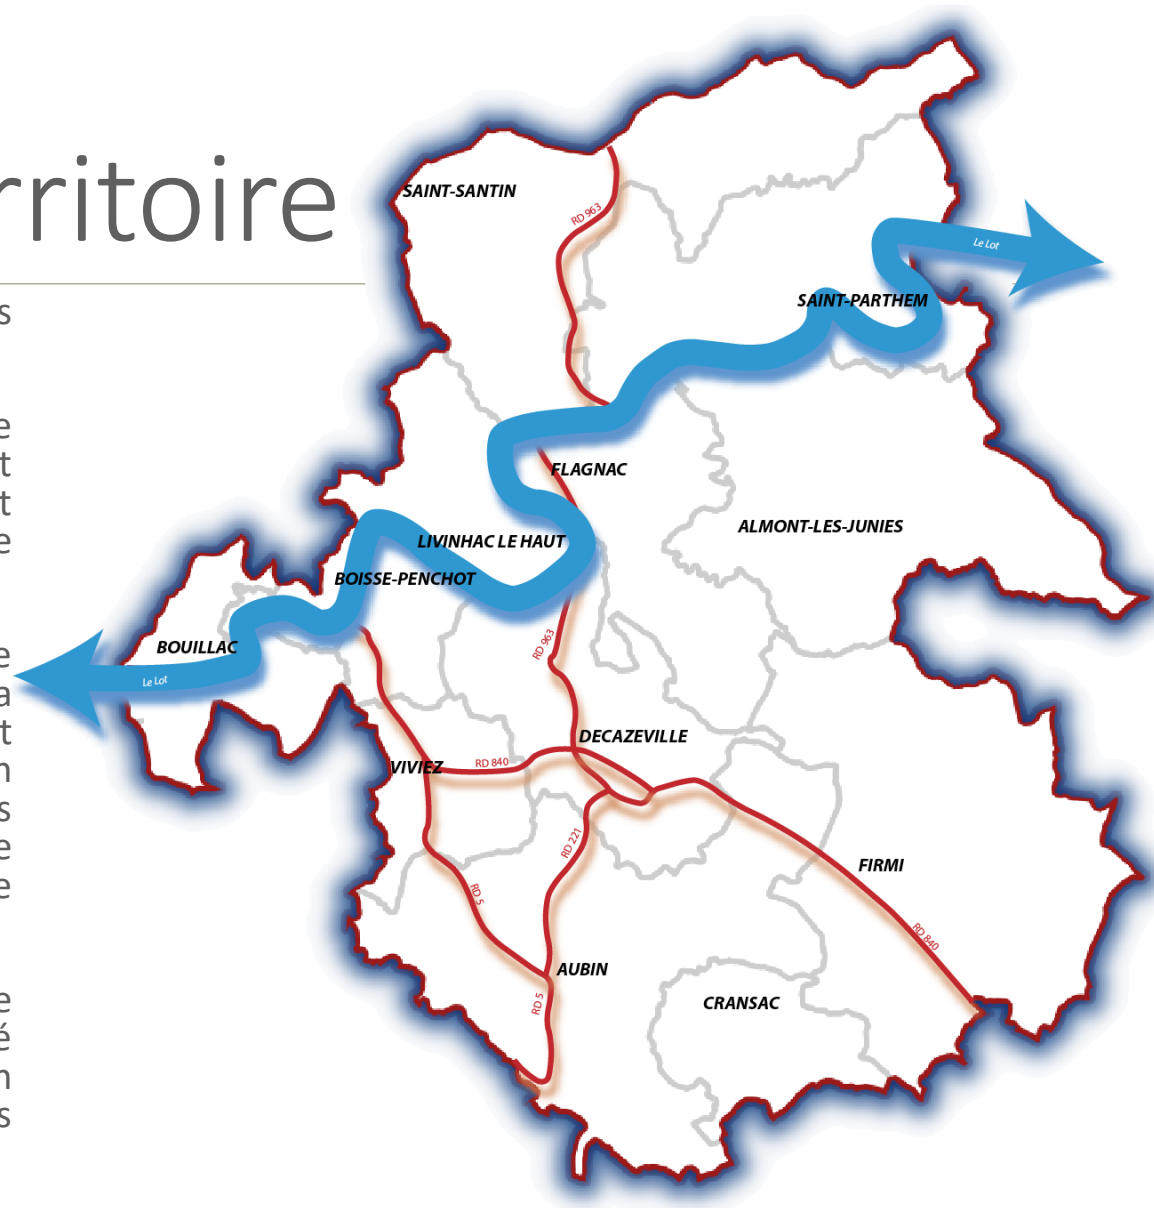 rritoire
s
e
t
t
e
e
a
t
n
s
e
e
e
é
n
s
SAINT-SANTIN
RD 963
Le Lot
SAINT-PARTHEM
FLAGNAC
ALMONT-LES-JUNIES
LIVINHAC LE HAUT
BOISSE-PENCHOT
BOUILLAC
Le Lot
RD 963
DECAZEVILLE
VIVIEZ
RD 840
RD 221
FIRMI
RD 5
RD 840
AUBIN
CRANSAC
RD 5